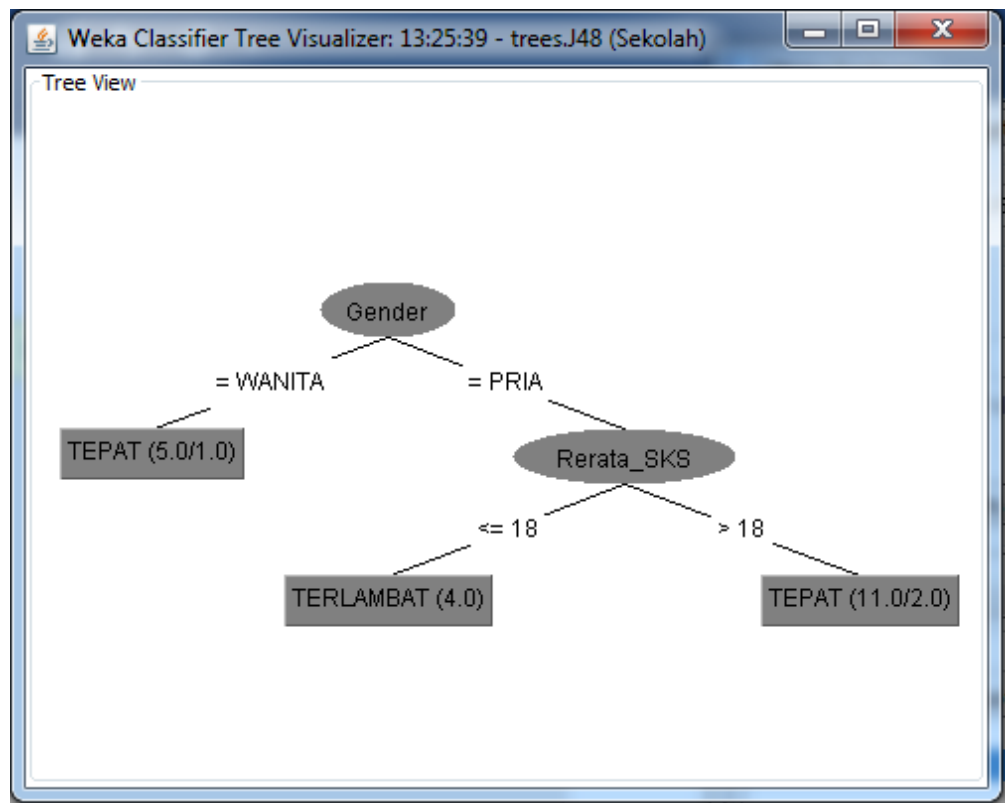 Weka Classifier Tree Visualizer: 13:25:39 - trees.J48 (Sekolah)
Tree View
Gender
= WANITA
= PRIA
TEPAT (5.0/1.0)
Rerata_SKS
<= 18
> 18
TERLAMBAT (4.0)
TEPAT (11.0/2.0)